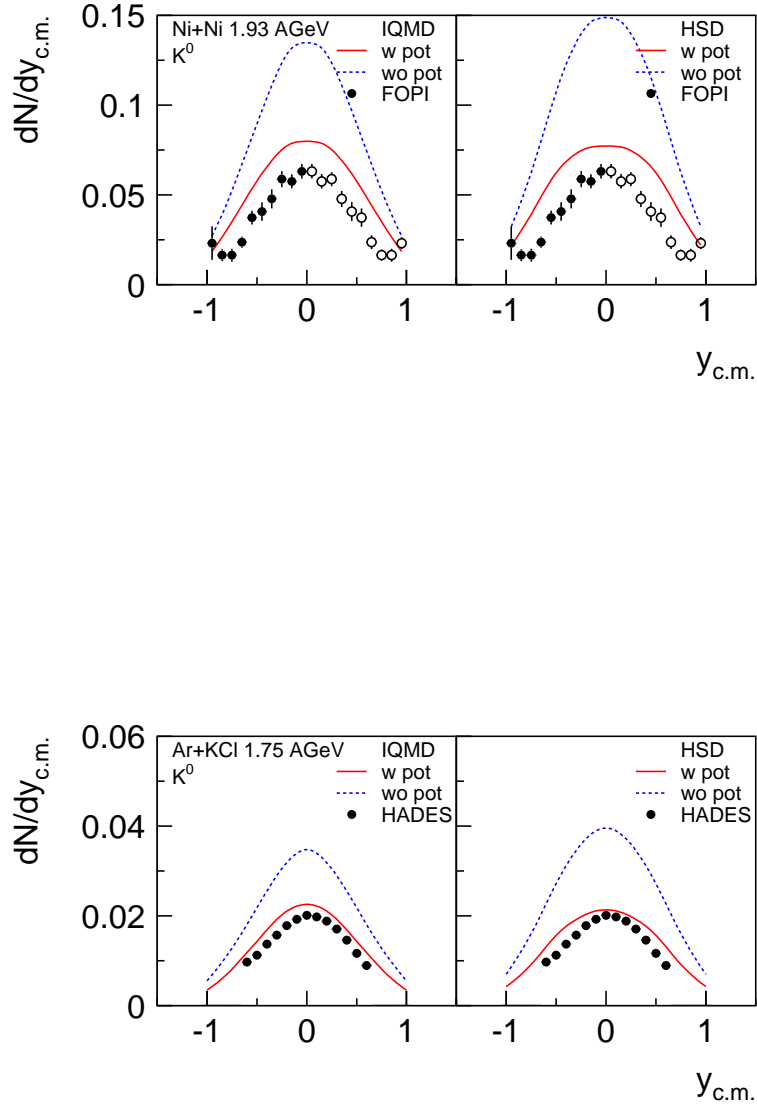 Ni+Ni 1.93 AGeV
K⁰
IQMD
w pot
wo pot
FOPI
HSD
w pot
wo pot
FOPI
dN/dy_c.m.
0.15
0.1
0.05
0
-1 0 1
-1 0 1
y_c.m.
Ar+KCl 1.75 AGeV
K⁰
IQMD
w pot
wo pot
HADES
HSD
w pot
wo pot
HADES
dN/dy_c.m.
0.06
0.04
0.02
0
-1 0 1
-1 0 1
y_c.m.